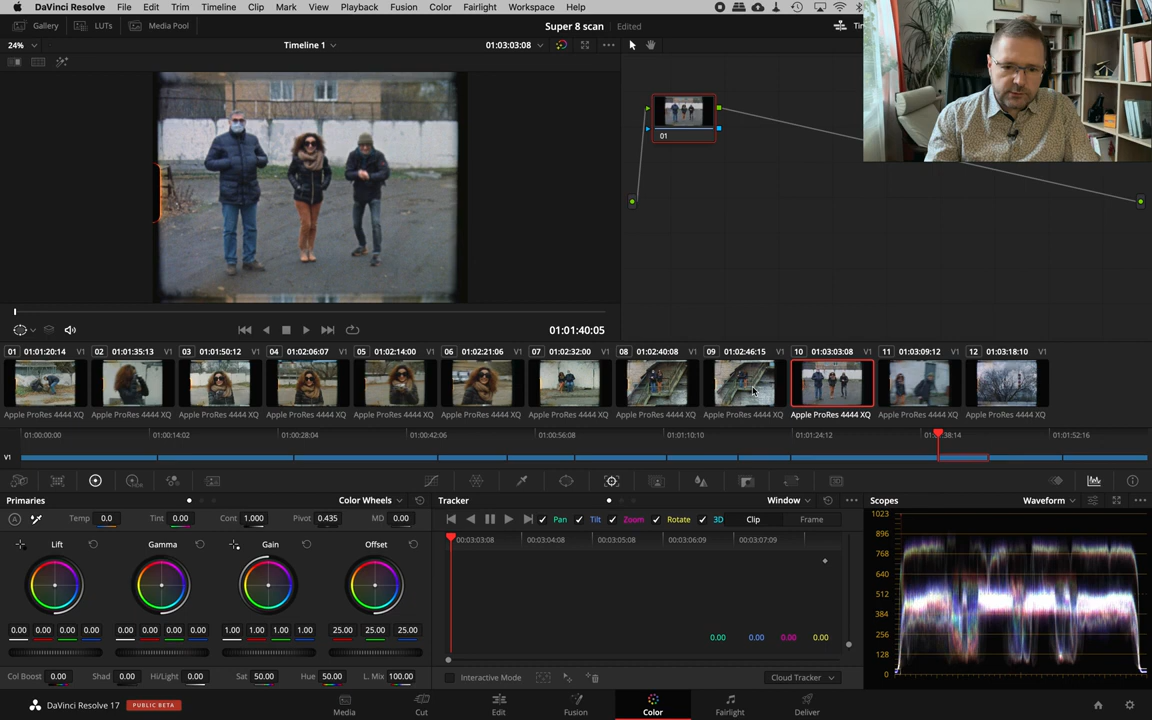 DaVinci Resolve File Edit Trim Timeline Clip Mark View Playback Fusion Color Fairlight Workspace Help
Gallery LUTs Media Pool Super 8 scan Edited
24% Timeline 1 01:03:03:08
01
01:01:40:05
01 01:01:20:14 V1 02 01:01:35:13 V1 03 01:01:50:12 V1 04 01:02:06:07 V1 05 01:02:14:00 V1 06 01:02:21:06 V1 07 01:02:32:00 V1 08 01:02:40:08 V1 09 01:02:46:15 V1 10 01:03:03:08 V1 11 01:03:09:12 V1 12 01:03:18:10 V1
Apple ProRes 4444 XQ Apple ProRes 4444 XQ Apple ProRes 4444 XQ Apple ProRes 4444 XQ Apple ProRes 4444 XQ Apple ProRes 4444 XQ Apple ProRes 4444 XQ Apple ProRes 4444 XQ Apple ProRes 4444 XQ Apple ProRes 4444 XQ Apple ProRes 4444 XQ Apple ProRes 4444 XQ
01:00:00:00 01:00:14:02 01:00:28:04 01:00:42:06 01:00:56:08 01:01:10:10 01:01:24:12 :38:14 01:01:52:16
V1
Primaries Color Wheels Tracker Window Scopes Waveform
Temp 0.0 Tint 0.00 Cont 1.000 Pivot 0.435 MD 0.00 Pan Tilt Zoom Rotate 3D Clip Frame 1023
00:03:03:08 00:03:04:08 00:03:05:08 00:03:06:09 00:03:07:09 896
Lift Gamma Gain Offset 768
640
512
384
0.00 0.00 0.00 0.00 0.00 0.00 0.00 0.00 1.00 1.00 1.00 1.00 25.00 25.00 25.00 0.00 0.00 0.00 0.00 256
128
Col Boost 0.00 Shad 0.00 Hi/Light 0.00 Sat 50.00 Hue 50.00 L. Mix 100.00 Interactive Mode Cloud Tracker 0
DaVinci Resolve 17 PUBLIC BETA Media Cut Edit Fusion Color Fairlight Deliver